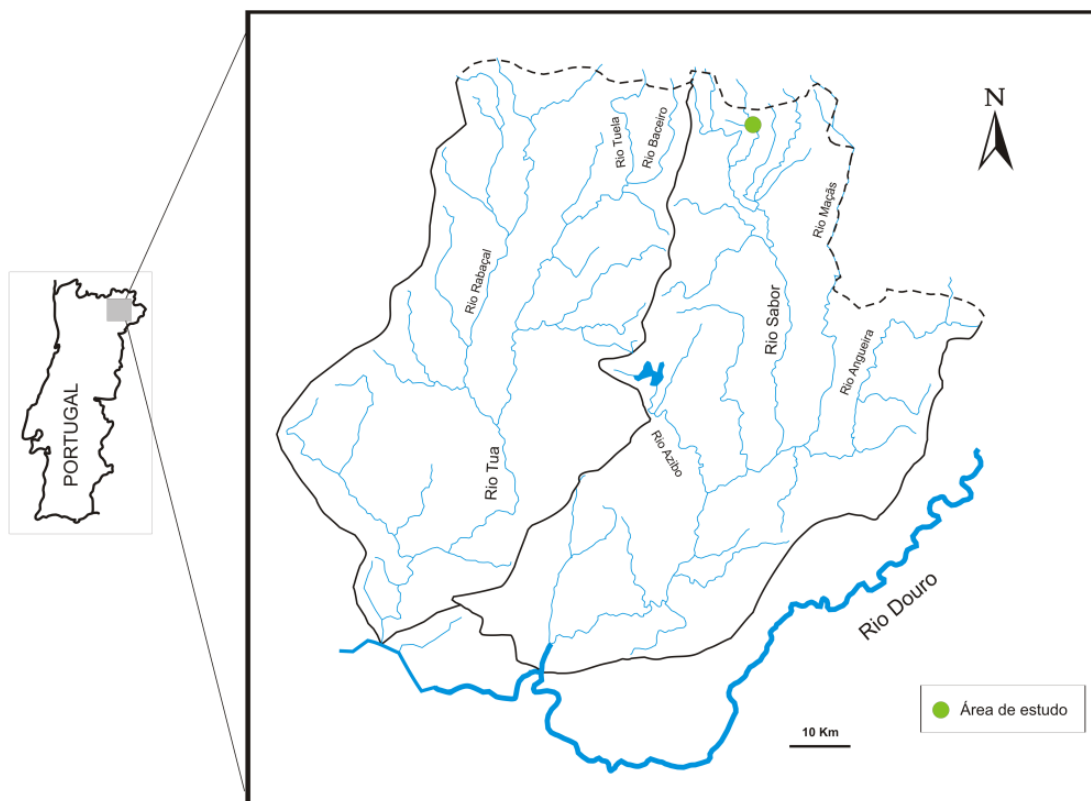 N
Rio Tuela
Rio Baceiro
Rio Maçãs
Rio Rabaçal
Rio Sabor
Rio Angueira
PORTUGAL
Rio Azibo
Rio Tua
Rio Douro
Área de estudo
10 Km